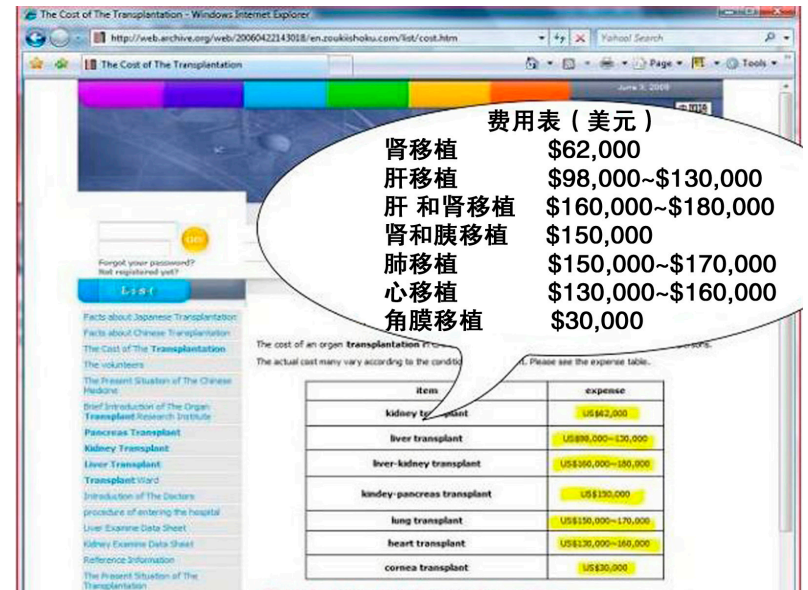 The Cost of The Transplantation - Windows Internet Explorer
http://web.archive.org/web/20060422143018/en.zoukiishoku.com/list/cost.htm
Yahoo! Search
The Cost of The Transplantation
Page
Tools
June 3, 2009
费用表(美元)
肾移植 $62,000
肝移植 $98,000~$130,000
肝 和肾移植 $160,000~$180,000
肾和胰移植 $150,000
肺移植 $150,000~$170,000
心移植 $130,000~$160,000
角膜移植 $30,000
GO!
Forgot your password?
Not registered yet?
List
Facts about Japanese Transplantation
Facts about Chinese Transplantation
The Cost of The Transplantation
The volunteers
The Present Situation of The Chinese
Medicine
Brief Introduction of The Organ
Transplant Research Institute
Pancreas Transplant
Kidney Transplant
Liver Transplant
Transplant Ward
Introduction of The Doctors
procedure of entering the hospital
Liver Examine Data Sheet
Kidney Examine Data Sheet
Reference Information
The Present Situation of The
Transplantation
The cost of an organ transplantation in
The actual cost many vary according to the Please see the expense table.
item expense
kidney US$62,000
liver transplant US$98,000~130,000
liver-kidney transplant US$160,000~180,000
kindey-pancreas transplant US$150,000
lung transplant US$150,000~170,000
heart transplant US$130,000~160,000
cornea transplant US$30,000